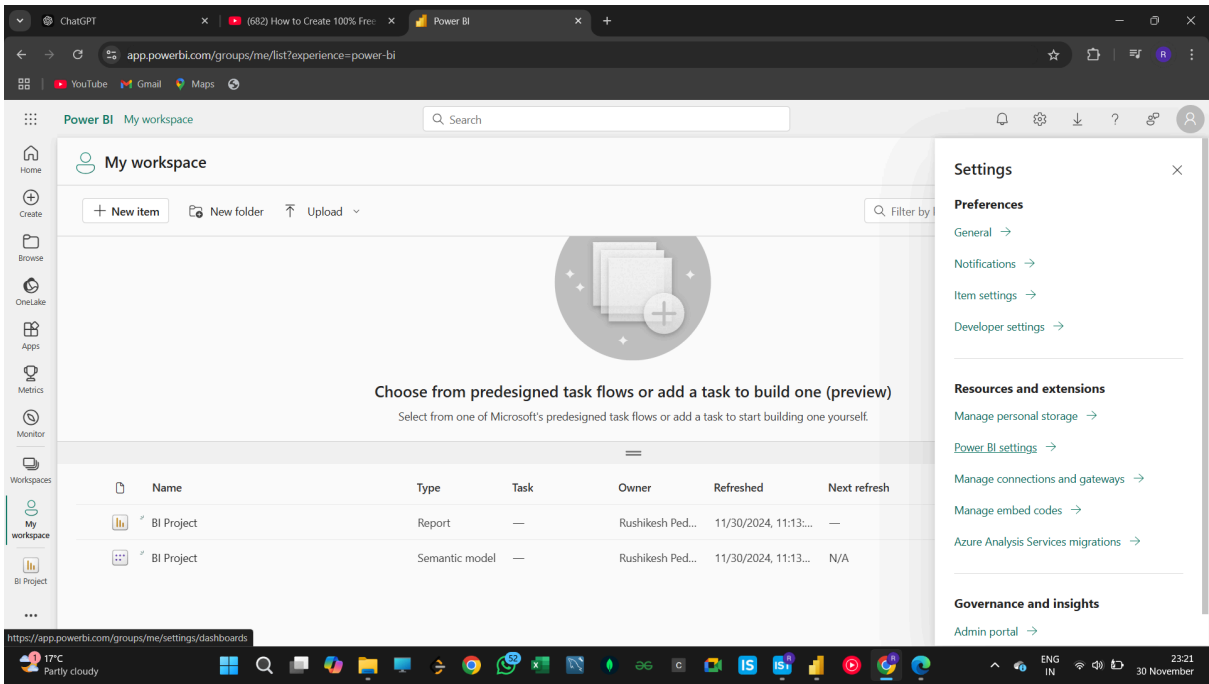 ChatGPT
(682) How to Create 100% Free
Power BI
app.powerbi.com/groups/me/list?experience=power-bi
R
YouTube
Gmail
Maps
Power BI My workspace
Search
Home
Create
Browse
OneLake
Apps
Metrics
Monitor
Workspaces
My workspace
BI Project
My workspace
New item
New folder
Upload
Filter by
Choose from predesigned task flows or add a task to build one (preview)
Select from one of Microsoft's predesigned task flows or add a task to start building one yourself.
Name Type Task Owner Refreshed Next refresh
BI Project Report — Rushikesh Ped... 11/30/2024, 11:13:... —
BI Project Semantic model — Rushikesh Ped... 11/30/2024, 11:13... N/A
Settings
Preferences
General
Notifications
Item settings
Developer settings
Resources and extensions
Manage personal storage
Power BI settings
Manage connections and gateways
Manage embed codes
Azure Analysis Services migrations
Governance and insights
Admin portal
https://app.powerbi.com/groups/me/settings/dashboards
1
17°C
Partly cloudy
52
ENG
IN
23:21
30 November